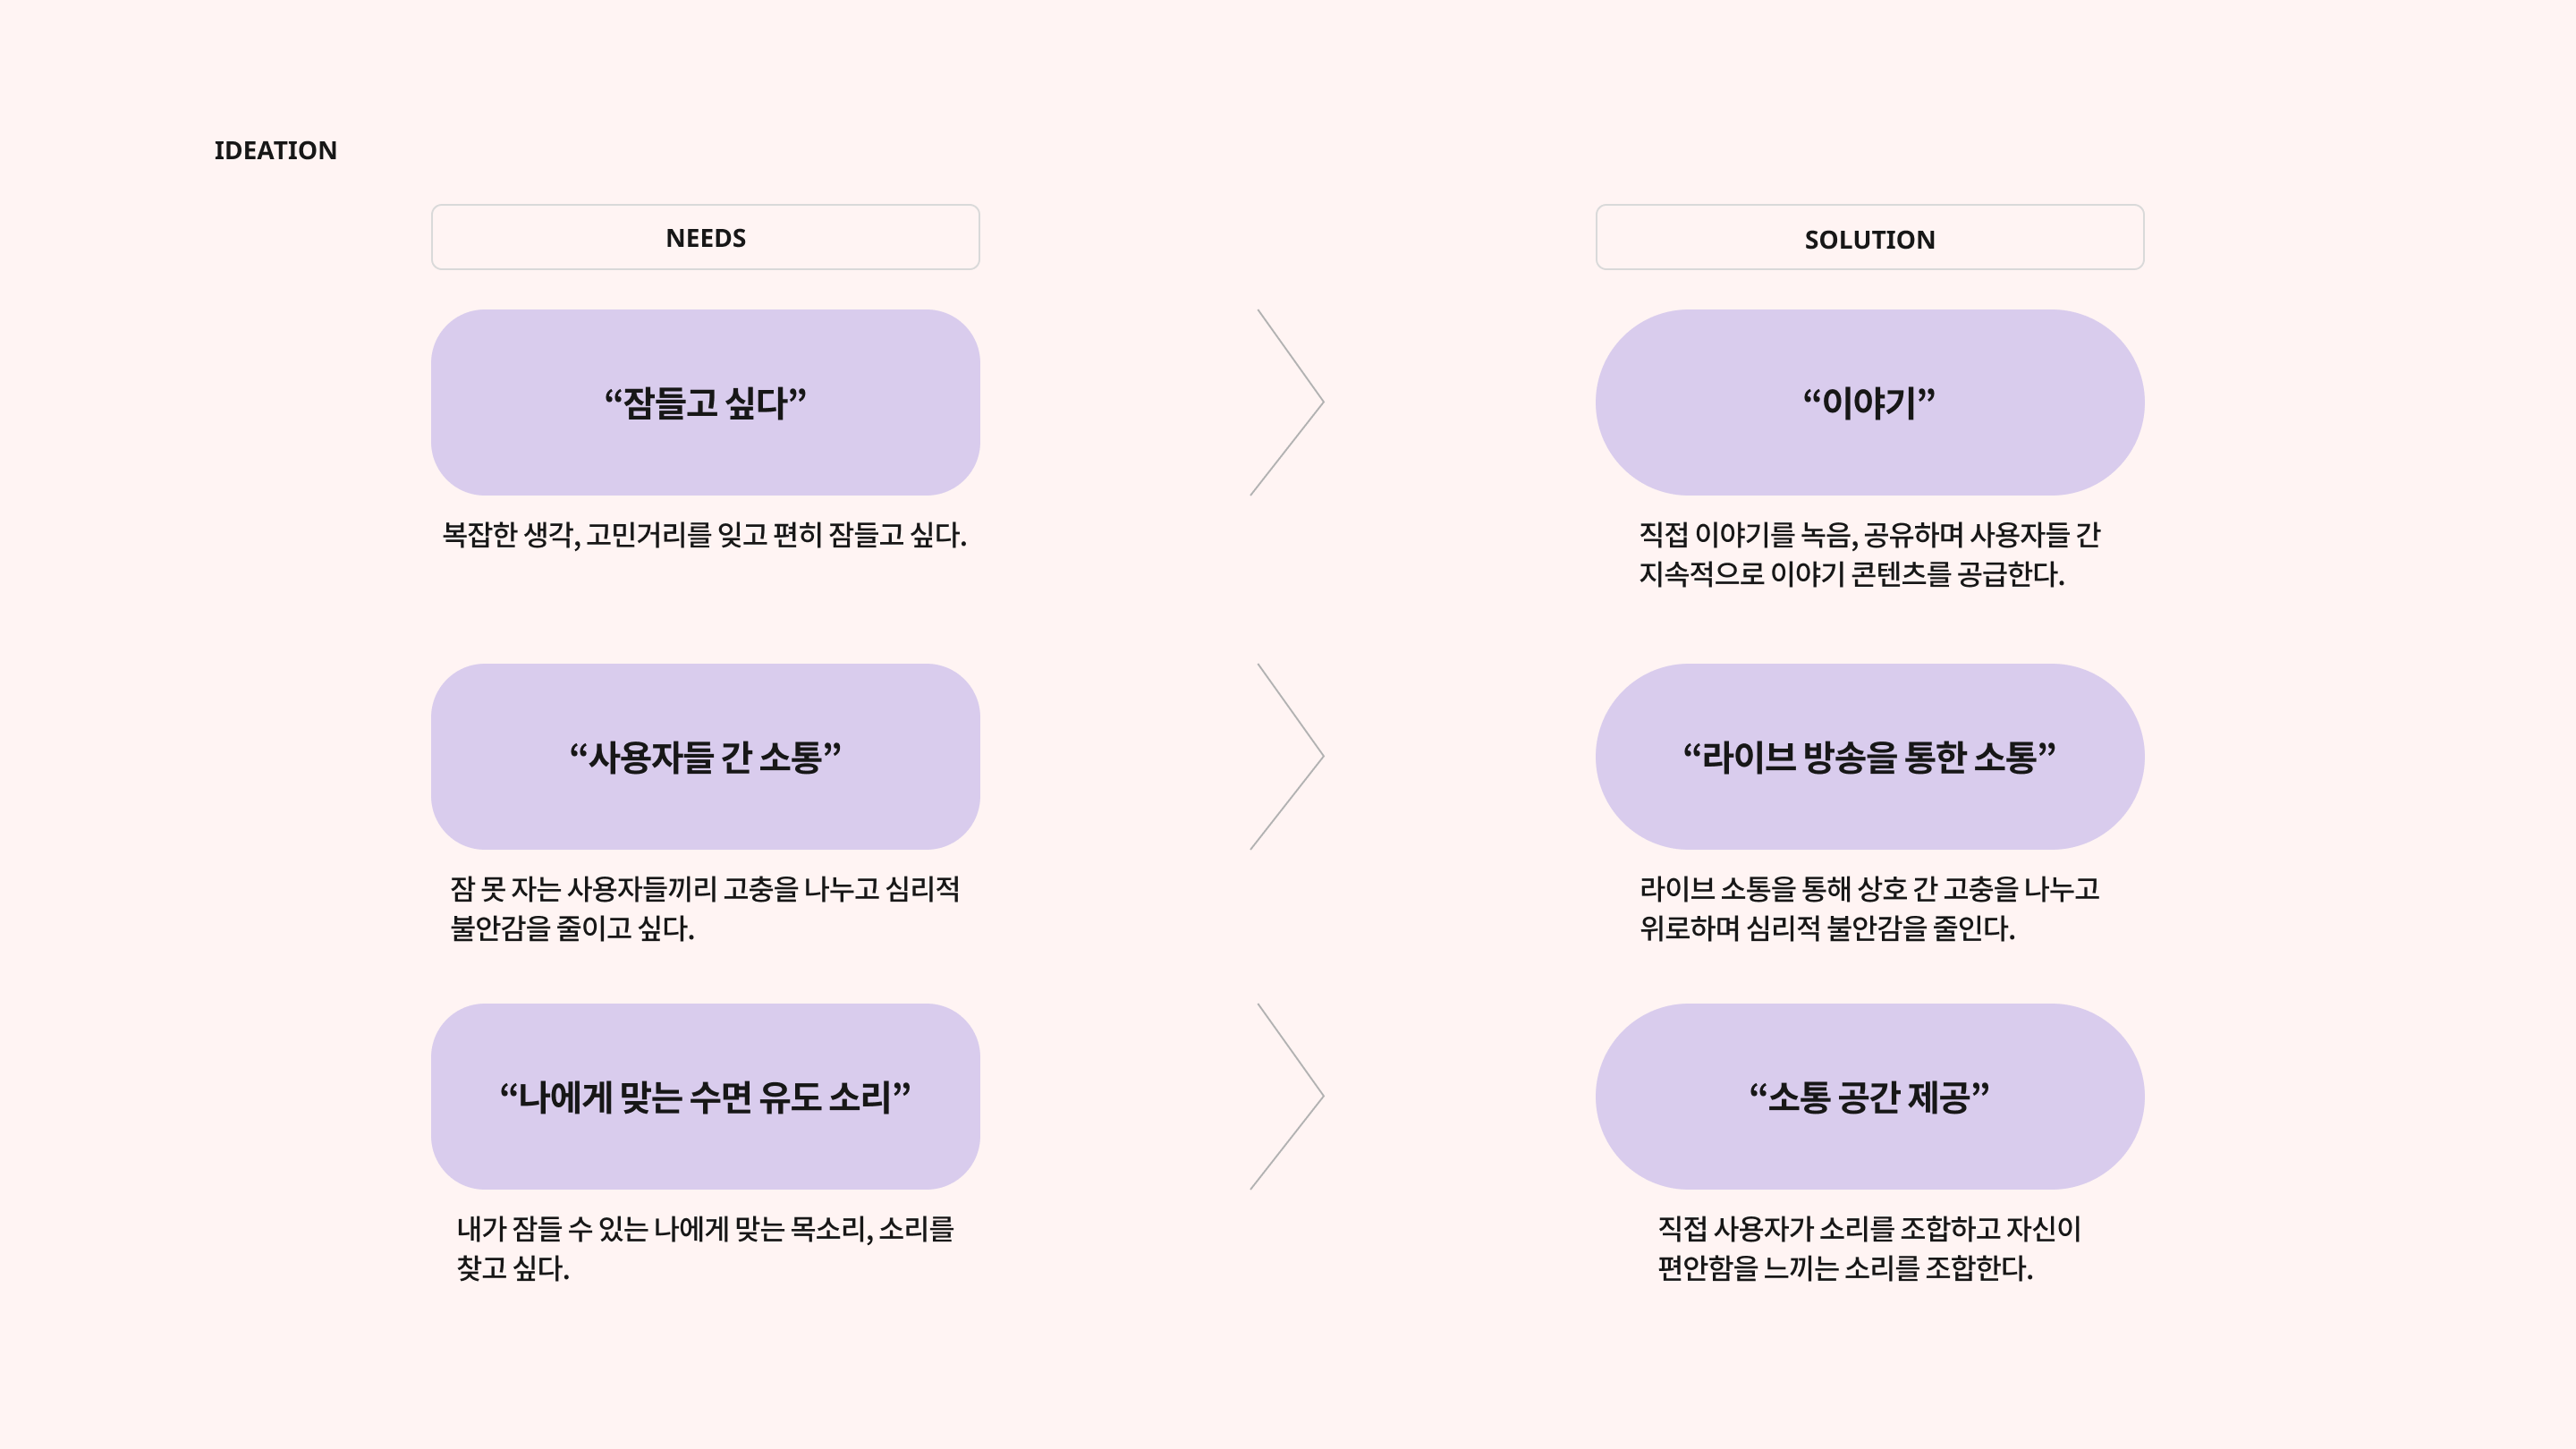 IDEATION
NEEDS
SOLUTION
“잠들고 싶다”
“이야기”
복잡한 생각, 고민거리를 잊고 편히 잠들고 싶다.
직접 이야기를 녹음, 공유하며 사용자들 간
지속적으로 이야기 콘텐츠를 공급한다.
“사용자들 간 소통”
“라이브 방송을 통한 소통”
잠 못 자는 사용자들끼리 고충을 나누고 심리적
불안감을 줄이고 싶다.
라이브 소통을 통해 상호 간 고충을 나누고
위로하며 심리적 불안감을 줄인다.
“나에게 맞는 수면 유도 소리”
“소통 공간 제공”
내가 잠들 수 있는 나에게 맞는 목소리, 소리를
찾고 싶다.
직접 사용자가 소리를 조합하고 자신이
편안함을 느끼는 소리를 조합한다.